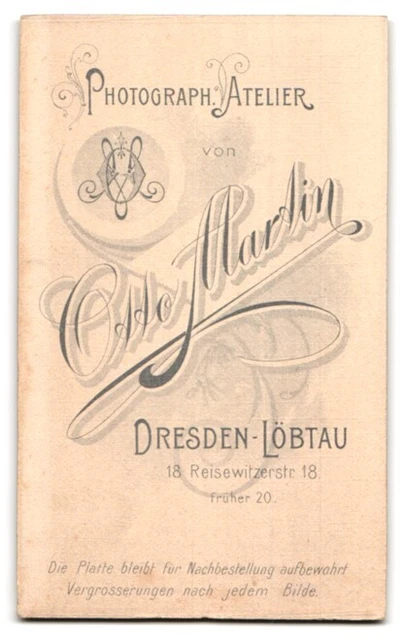 PHOTOGRAPH. ATELIER
von
OM
Otto Martin
DRESDEN-LÖBTAU
18 Reisewitzerstr. 18.
früher 20.
Die Platte bleibt für Nachbestellung aufbewahrt
Vergrösserungen nach jedem Bilde.